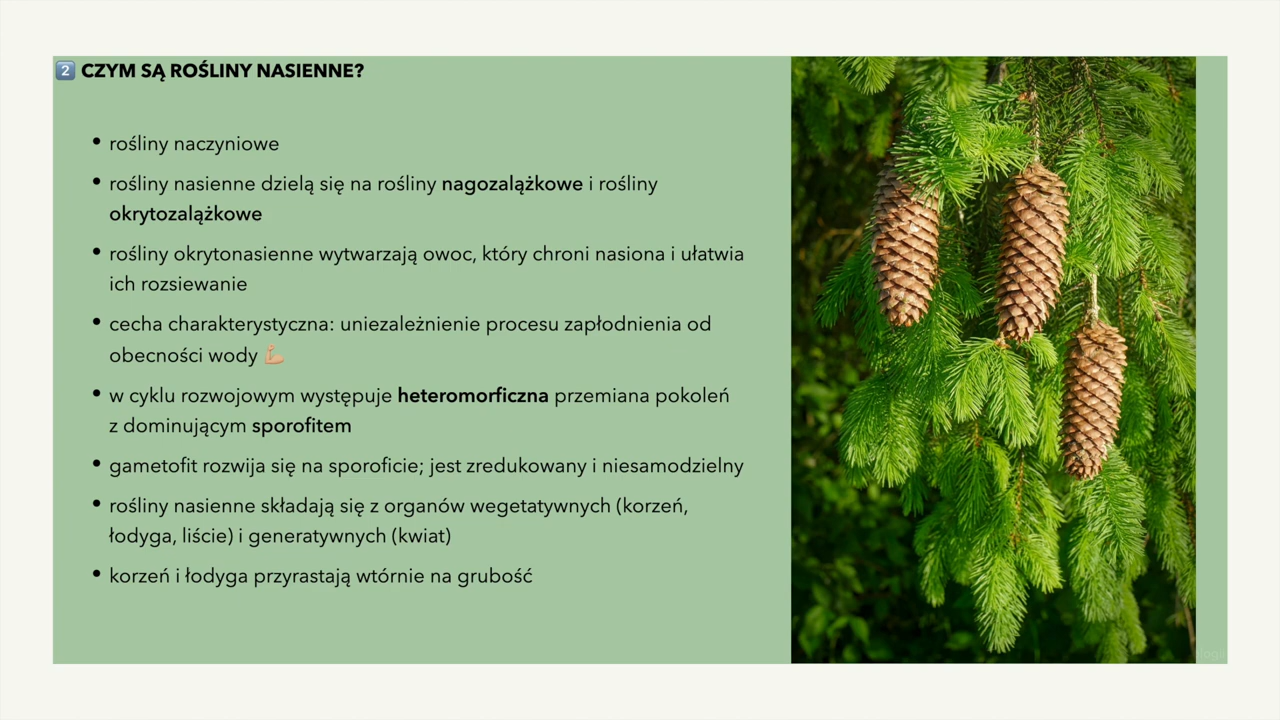 2 CZYM SĄ ROŚLINY NASIENNE?
• rośliny naczyniowe
• rośliny nasienne dzielą się na rośliny nagozalążkowe i rośliny
okrytozalążkowe
• rośliny okrytonasienne wytwarzają owoc, który chroni nasiona i ułatwia
ich rozsiewanie
• cecha charakterystyczna: uniezależnienie procesu zapłodnienia od
obecności wody 💪🏼
• w cyklu rozwojowym występuje heteromorficzna przemiana pokoleń
z dominującym sporofitem
• gametofit rozwija się na sporoficie; jest zredukowany i niesamodzielny
• rośliny nasienne składają się z organów wegetatywnych (korzeń,
łodyga, liście) i generatywnych (kwiat)
• korzeń i łodyga przyrastają wtórnie na grubość